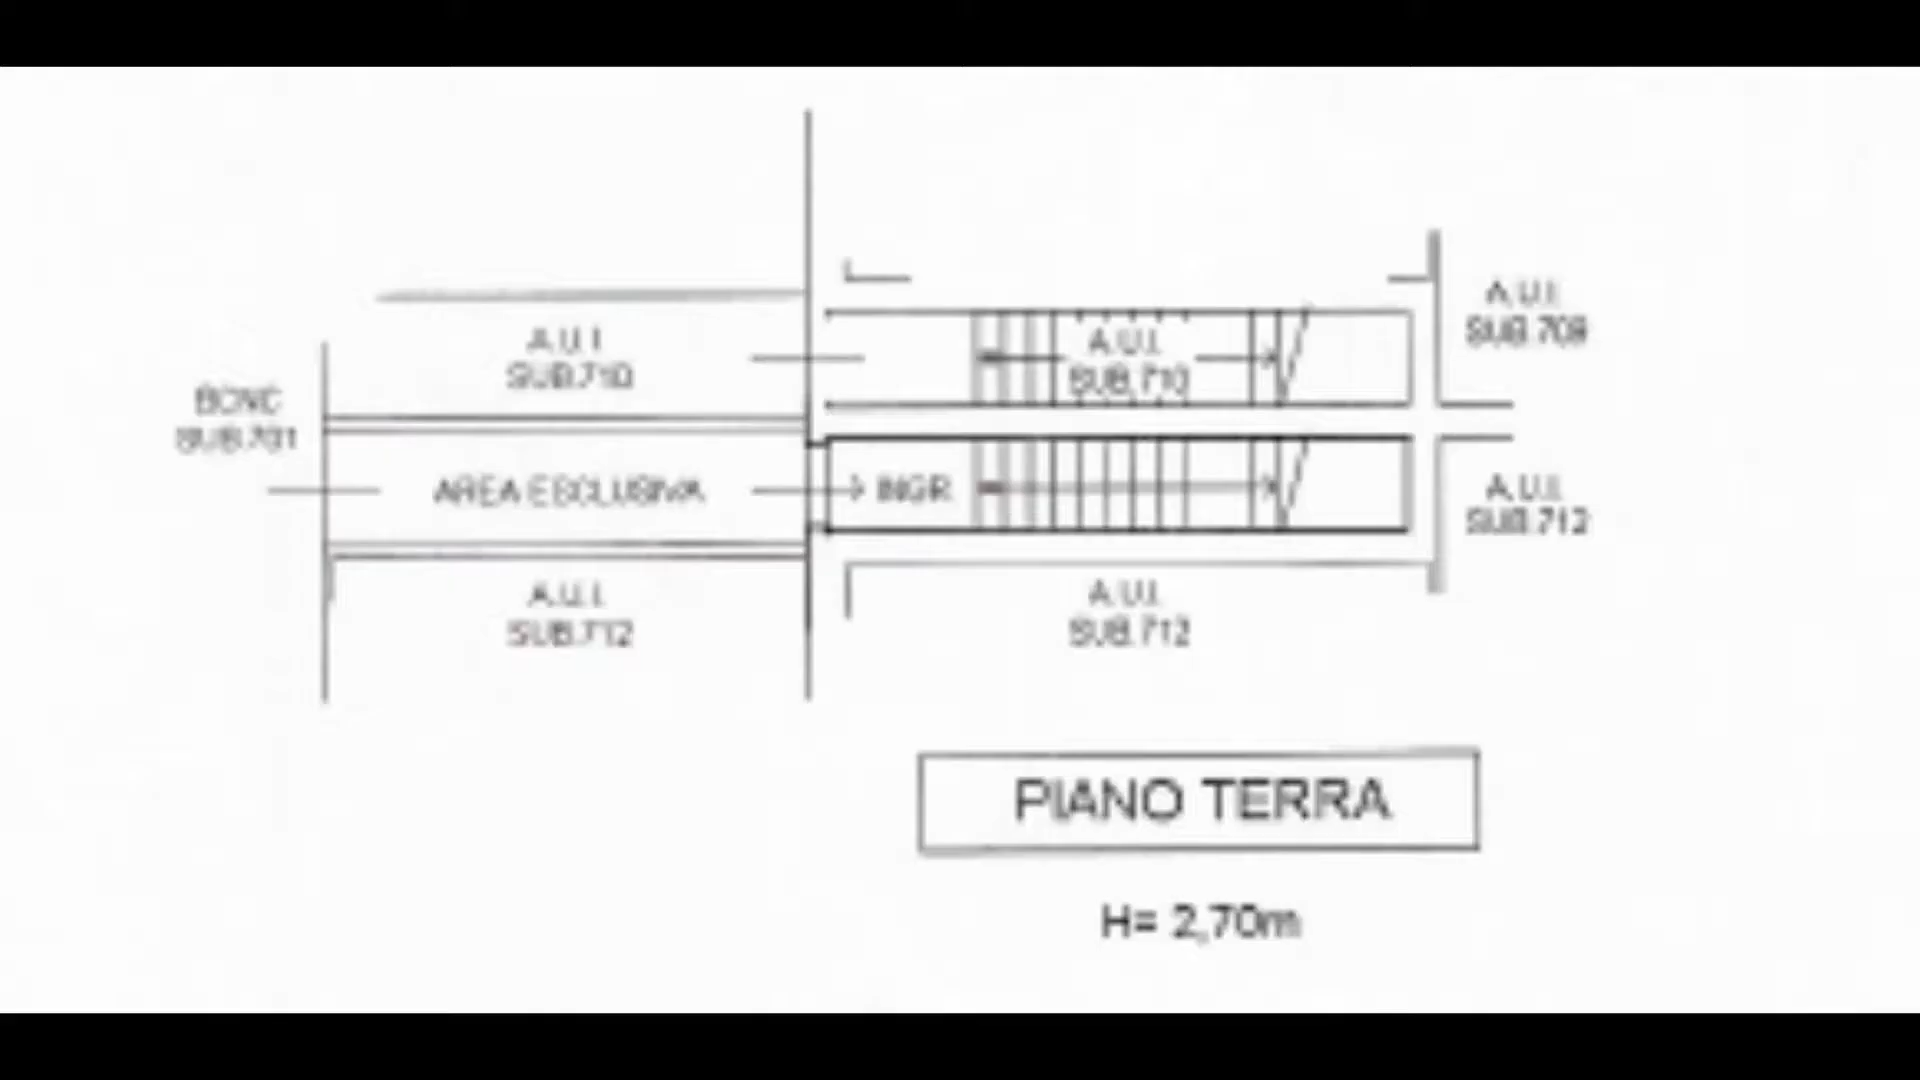 A.U.I.
SUB.709
A.U.I.
SUB.710
A.U.I.
SUB.710
BCNC
SUB.701
AREA ESCLUSIVA
INGR.
A.U.I.
SUB.712
A.U.I.
SUB.712
A.U.I.
SUB.712
PIANO TERRA
H= 2,70m